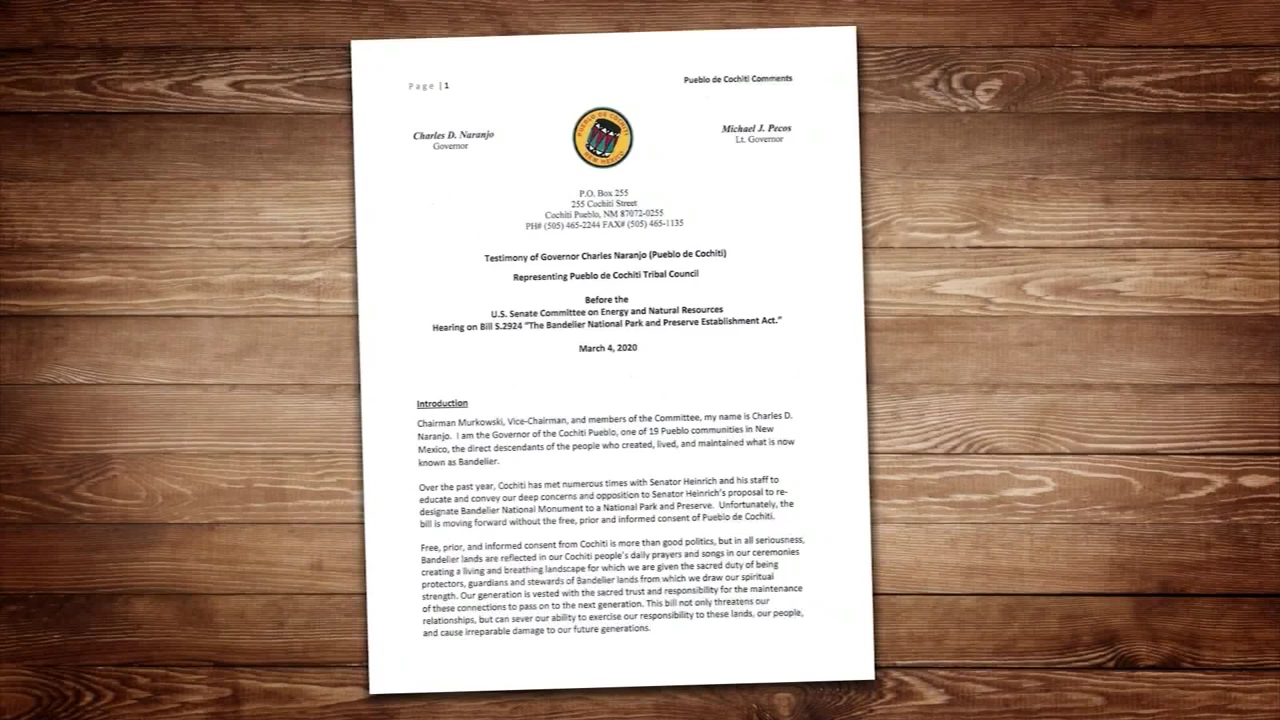 Page | 1
Pueblo de Cochiti Comments
Charles D. Naranjo
Governor
PUEBLO DE COCHITI
NEW MEXICO
Michael J. Pecos
Lt. Governor
P.O. Box 255
255 Cochiti Street
Cochiti Pueblo, NM 87072-0255
PH# (505) 465-2244 FAX# (505) 465-1135
Testimony of Governor Charles Naranjo (Pueblo de Cochiti)
Representing Pueblo de Cochiti Tribal Council
Before the
U.S. Senate Committee on Energy and Natural Resources
Hearing on Bill S.2924 “The Bandelier National Park and Preserve Establishment Act.”
March 4, 2020
Introduction
Chairman Murkowski, Vice-Chairman, and members of the Committee, my name is Charles D.
Naranjo. I am the Governor of the Cochiti Pueblo, one of 19 Pueblo communities in New
Mexico, the direct descendants of the people who created, lived, and maintained what is now
known as Bandelier.
Over the past year, Cochiti has met numerous times with Senator Heinrich and his staff to
educate and convey our deep concerns and opposition to Senator Heinrich’s proposal to re-
designate Bandelier National Monument to a National Park and Preserve. Unfortunately, the
bill is moving forward without the free, prior and informed consent of Pueblo de Cochiti.
Free, prior, and informed consent from Cochiti is more than good politics, but in all seriousness,
Bandelier lands are reflected in our Cochiti people’s daily prayers and songs in our ceremonies
creating a living and breathing landscape for which we are given the sacred duty of being
protectors, guardians and stewards of Bandelier lands from which we draw our spiritual
strength. Our generation is vested with the sacred trust and responsibility for the maintenance
of these connections to pass on to the next generation. This bill not only threatens our
relationships, but can sever our ability to exercise our responsibility to these lands, our people,
and cause irreparable damage to our future generations.